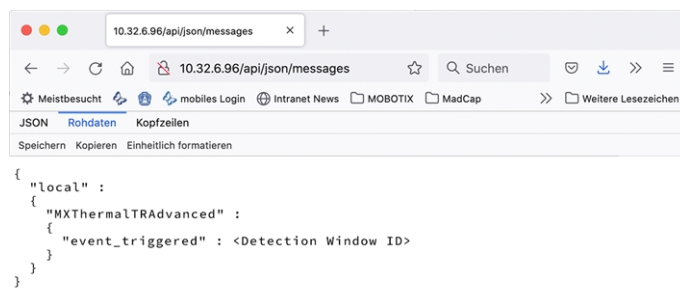 10.32.6.96/api/json/messages
10.32.6.96/api/json/messages
Suchen
Meistbesucht mobiles Login Intranet News MOBOTIX MadCap Weitere Lesezeichen
JSON Rohdaten Kopfzeilen
Speichern Kopieren Einheitlich formatieren
{
"local" :
{
"MXThermalTRAdvanced" :
{
"event_triggered" : <Detection Window ID>
}
}
}